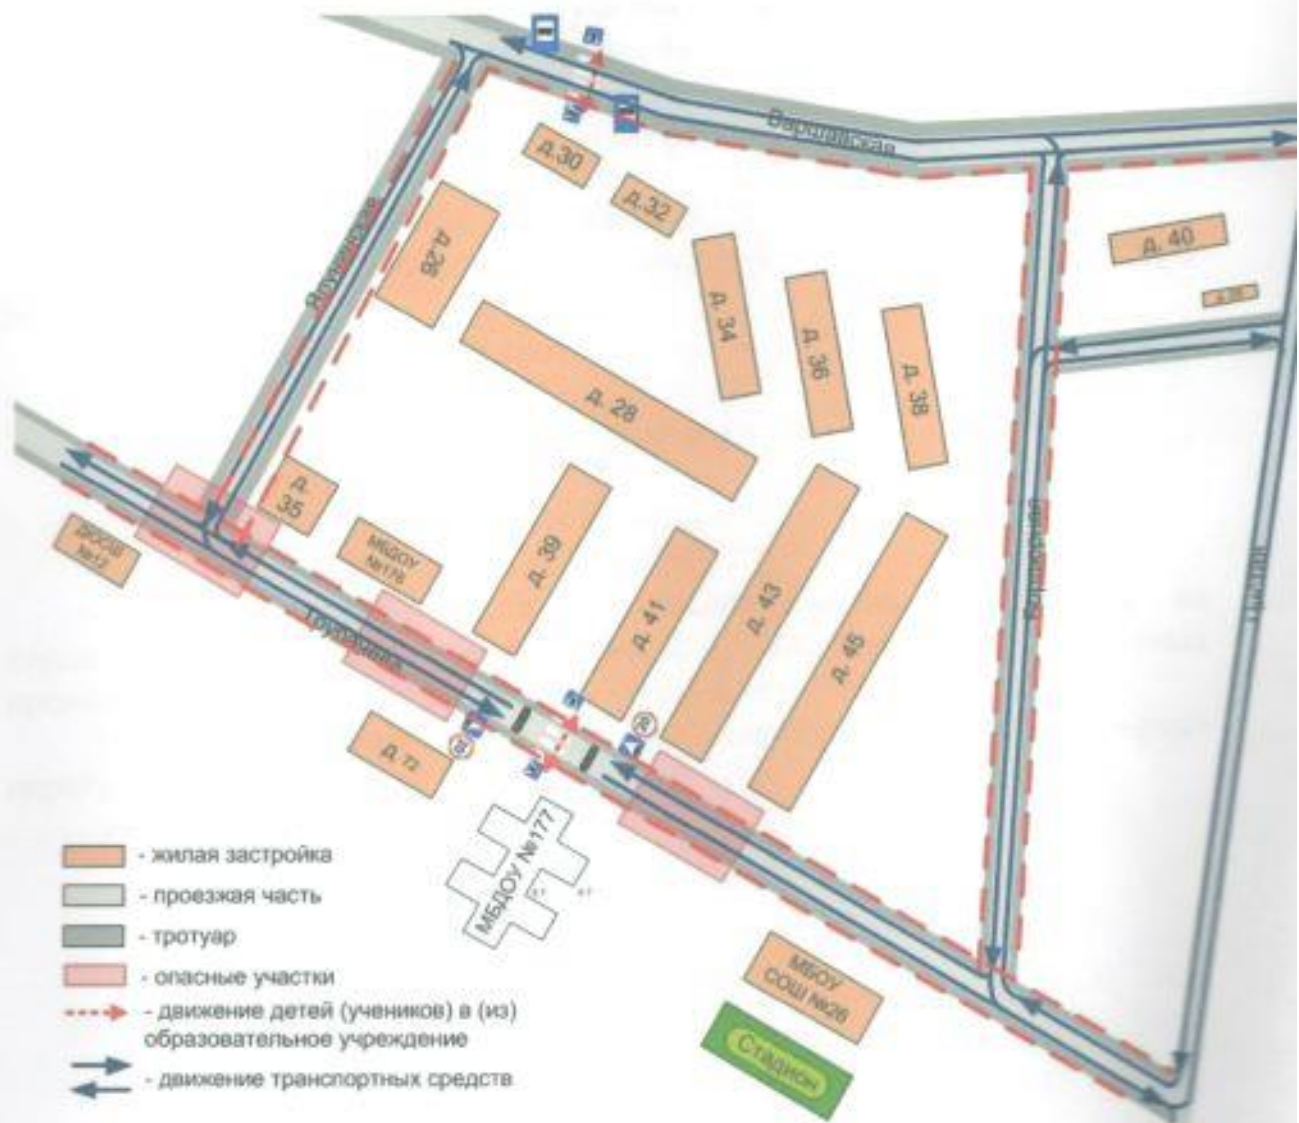 Варшавская
д.30
д.32
д.26
д. 34
д. 36
д. 38
д. 40
д. 28
д.
35
МБДОУ
№176
д. 39
д. 41
д. 43
д. 45
ДЮСШ
№12
д. 72
МБДОУ №177
МБОУ
СОШ №26
Стадион
- жилая застройка
- проезжая часть
- тротуар
- опасные участки
- движение детей (учеников) в (из)
образовательное учреждение
- движение транспортных средств